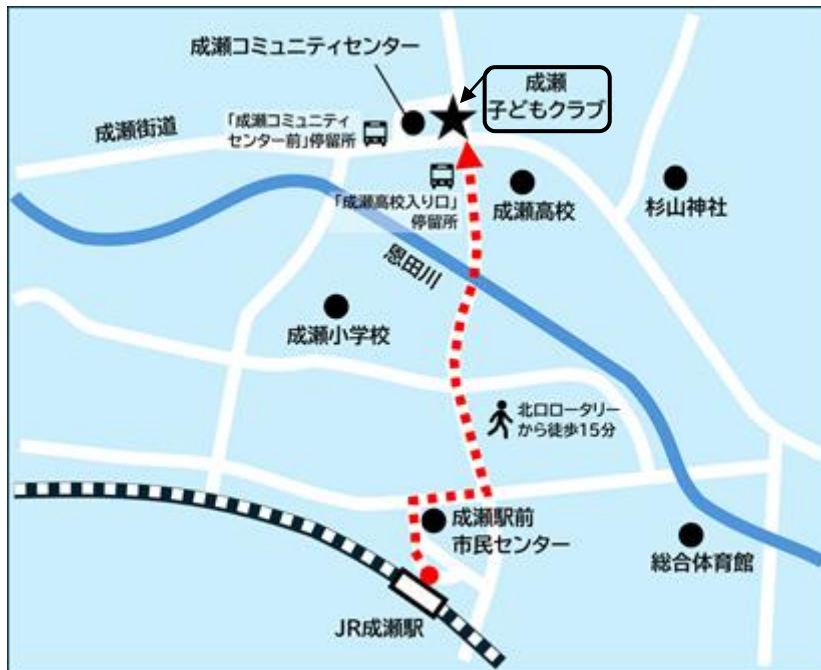 成瀬コミュニティセンター
成瀬
子どもクラブ
成瀬街道
「成瀬コミュニティ
センター前」停留所
「成瀬高校入り口」
停留所
成瀬高校
杉山神社
恩田川
成瀬小学校
北口ロータリー
から徒歩15分
成瀬駅前
市民センター
総合体育館
JR成瀬駅